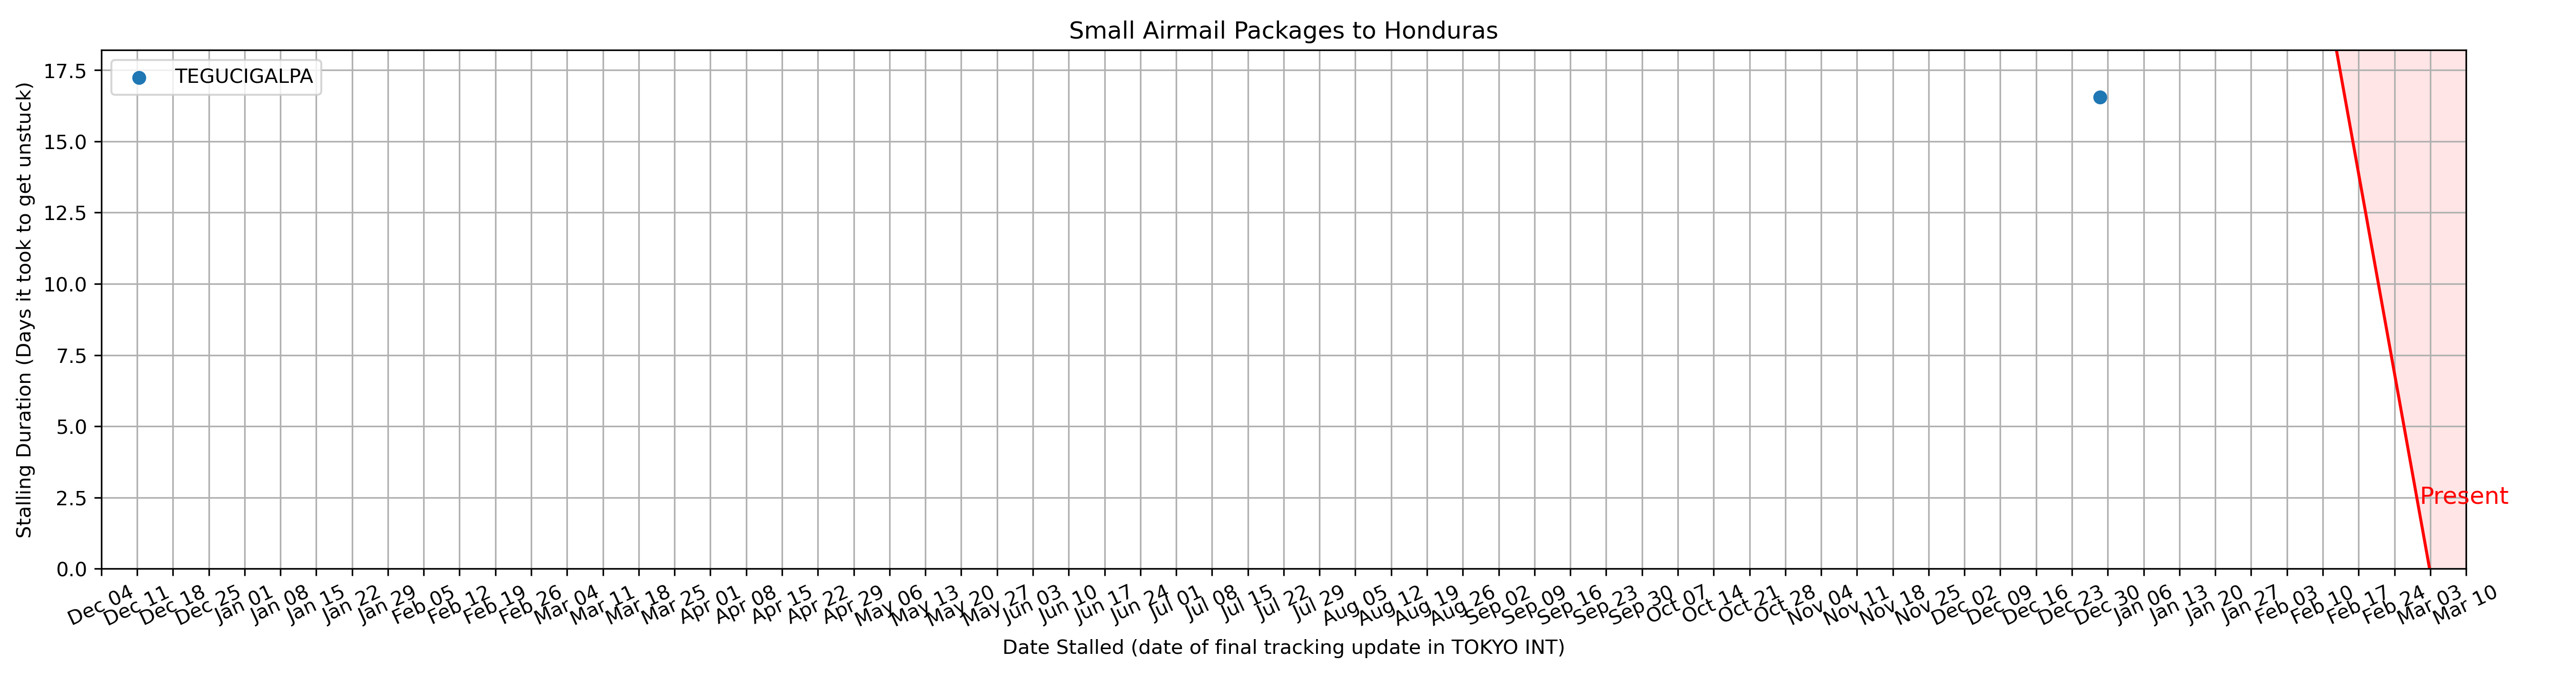 Small Airmail Packages to Honduras
TEGUCIGALPA
Stalling Duration (Days it took to get unstuck)
17.5
15.0
12.5
10.0
7.5
5.0
2.5
0.0
Present
Dec 04
Dec 11
Dec 18
Dec 25
Jan 01
Jan 08
Jan 15
Jan 22
Jan 29
Feb 05
Feb 12
Feb 19
Feb 26
Mar 04
Mar 11
Mar 18
Mar 25
Apr 01
Apr 08
Apr 15
Apr 22
Apr 29
May 06
May 13
May 20
May 27
Jun 03
Jun 10
Jun 17
Jun 24
Jul 01
Jul 08
Jul 15
Jul 22
Jul 29
Aug 05
Aug 12
Aug 19
Aug 26
Sep 02
Sep 09
Sep 16
Sep 23
Sep 30
Oct 07
Oct 14
Oct 21
Oct 28
Nov 04
Nov 11
Nov 18
Nov 25
Dec 02
Dec 09
Dec 16
Dec 23
Dec 30
Jan 06
Jan 13
Jan 20
Jan 27
Feb 03
Feb 10
Feb 17
Feb 24
Mar 03
Mar 10
Date Stalled (date of final tracking update in TOKYO INT)